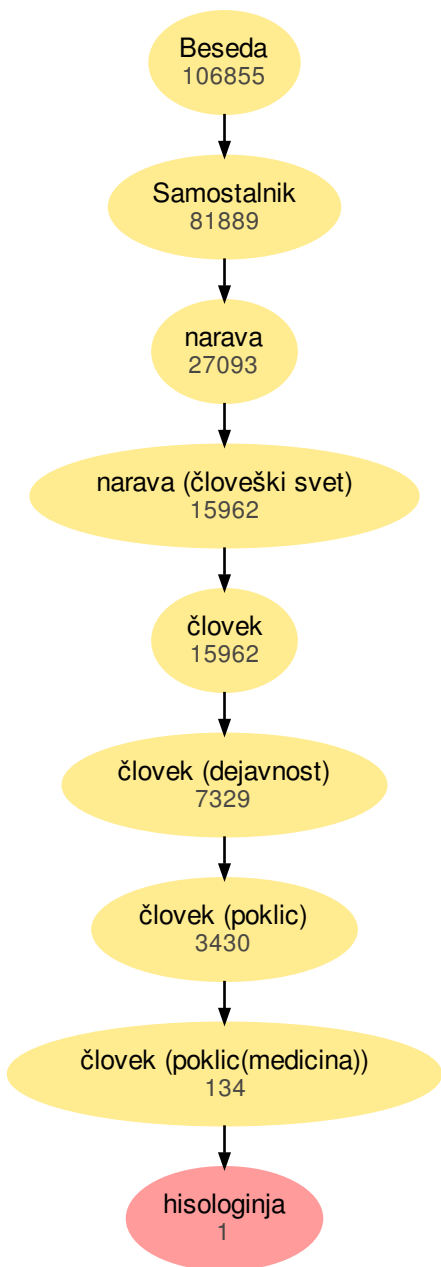 Beseda
106855
Samostalnik
81889
narava
27093
narava (človeški svet)
15962
človek
15962
človek (dejavnost)
7329
človek (poklic)
3430
človek (poklic(medicina))
134
hisologinja
1